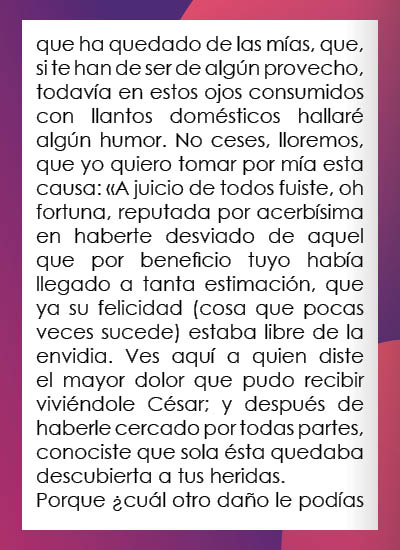 que ha quedado de las mías, que,
si te han de ser de algún provecho,
todavía en estos ojos consumidos
con llantos domésticos hallaré
algún humor. No ceses, lloremos,
que yo quiero tomar por mía esta
causa: «A juicio de todos fuiste, oh
fortuna, reputada por acerbísima
en haberte desviado de aquel
que por beneficio tuyo había
llegado a tanta estimación, que
ya su felicidad (cosa que pocas
veces sucede) estaba libre de la
envidia. Ves aquí a quien diste
el mayor dolor que pudo recibir
viviéndole César; y después de
haberle cercado por todas partes,
conociste que sola ésta quedaba
descubierta a tus heridas.
Porque ¿cuál otro daño le podías